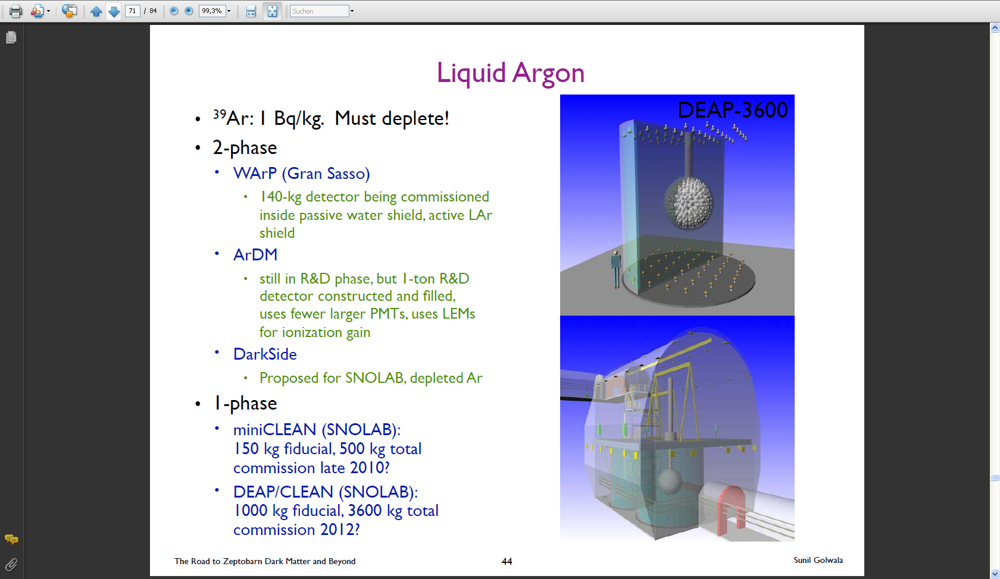 71 / 84 99,3% Suchen
Liquid Argon
• ³⁹Ar: 1 Bq/kg. Must deplete!
• 2-phase
• WArP (Gran Sasso)
• 140-kg detector being commissioned
inside passive water shield, active LAr
shield
• ArDM
• still in R&D phase, but 1-ton R&D
detector constructed and filled,
uses fewer larger PMTs, uses LEMs
for ionization gain
• DarkSide
• Proposed for SNOLAB, depleted Ar
• 1-phase
• miniCLEAN (SNOLAB):
150 kg fiducial, 500 kg total
commission late 2010?
• DEAP/CLEAN (SNOLAB):
1000 kg fiducial, 3600 kg total
commission 2012?
DEAP-3600
The Road to Zeptobarn Dark Matter and Beyond
44
Sunil Golwala